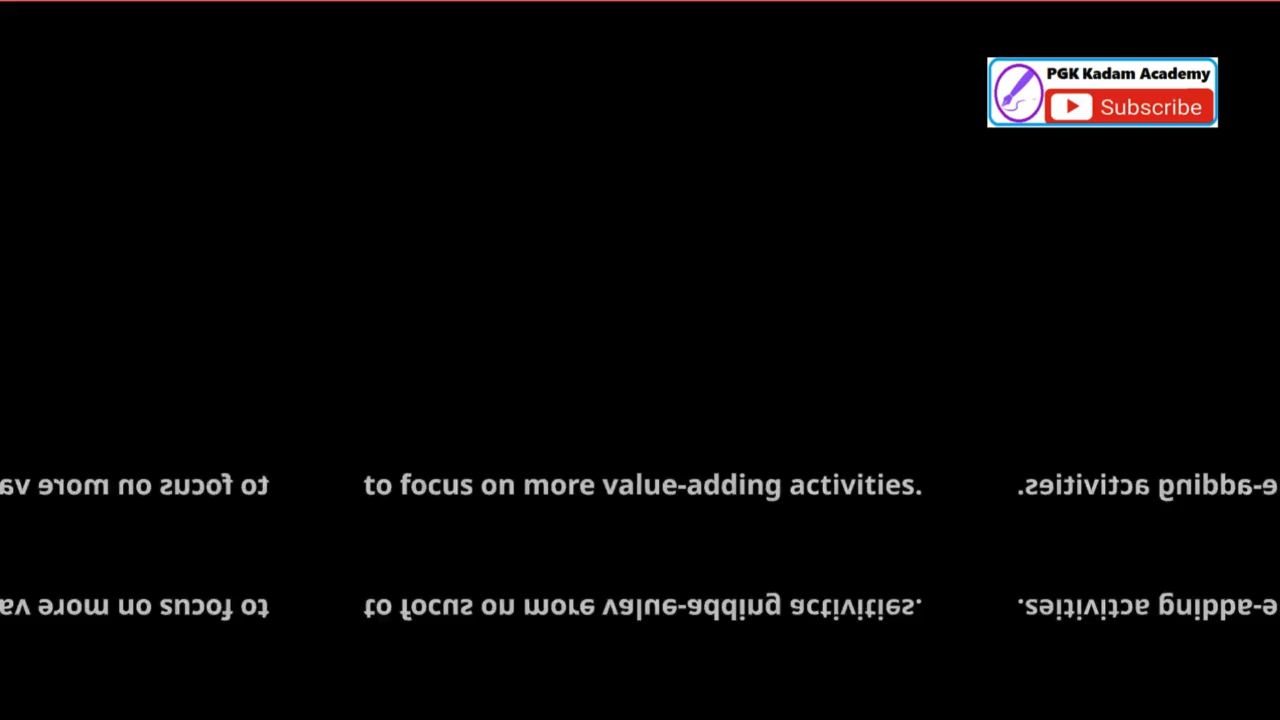 PGK Kadam Academy
Subscribe
to focus on more va
to focus on more value-adding activities.
e-adding activities.
to focus on more va
to focus on more value-adding activities.
e-adding activities.